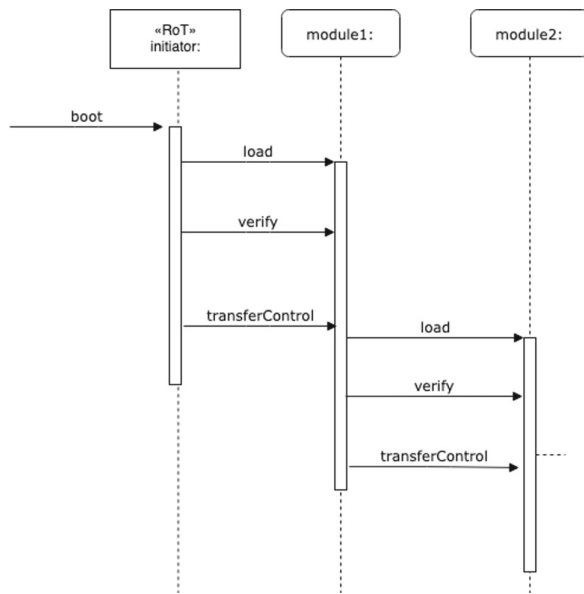 «RoT»
initiator:
module1:
module2:
boot
load
verify
transferControl
load
verify
transferControl